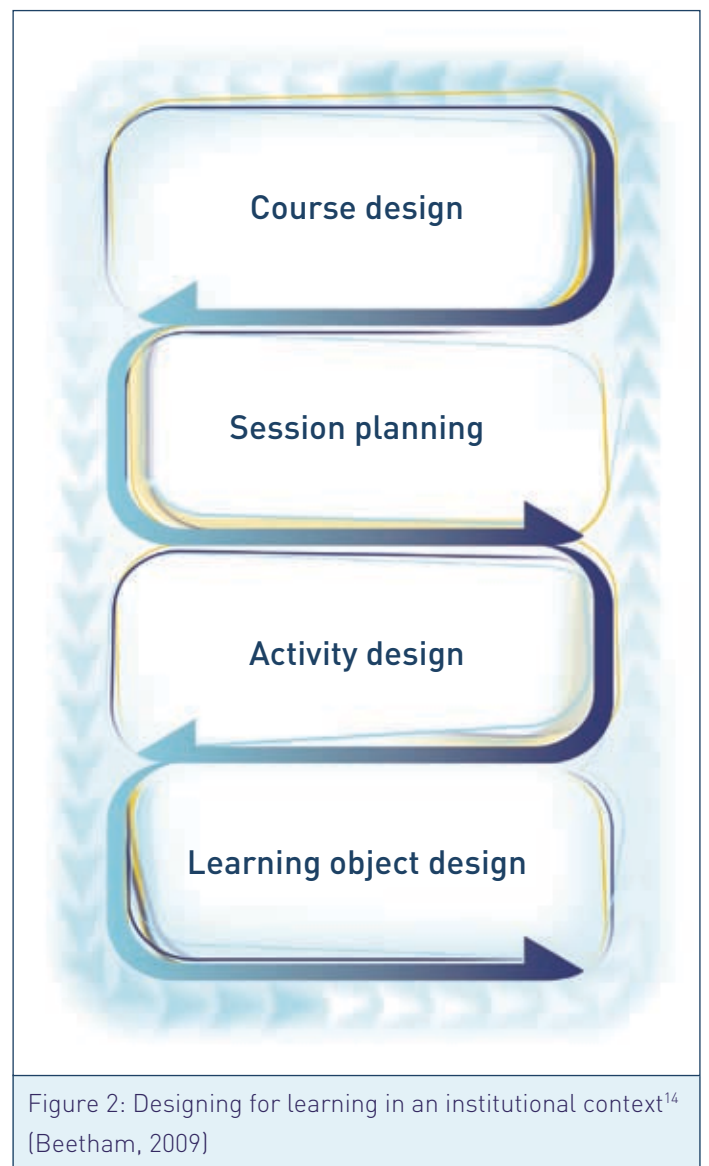 Course design
Session planning
Activity design
Learning object design
Figure 2: Designing for learning in an institutional context¹⁴
(Beetham, 2009)